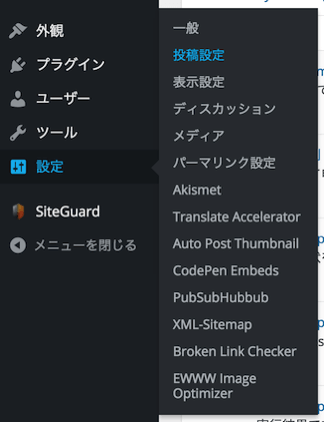 外観
プラグイン
ユーザー
ツール
設定
SiteGuard
メニューを閉じる
一般
投稿設定
表示設定
ディスカッション
メディア
パーマリンク設定
Akismet
Translate Accelerator
Auto Post Thumbnail
CodePen Embeds
PubSubHubbub
XML-Sitemap
Broken Link Checker
EWWW Image
Optimizer